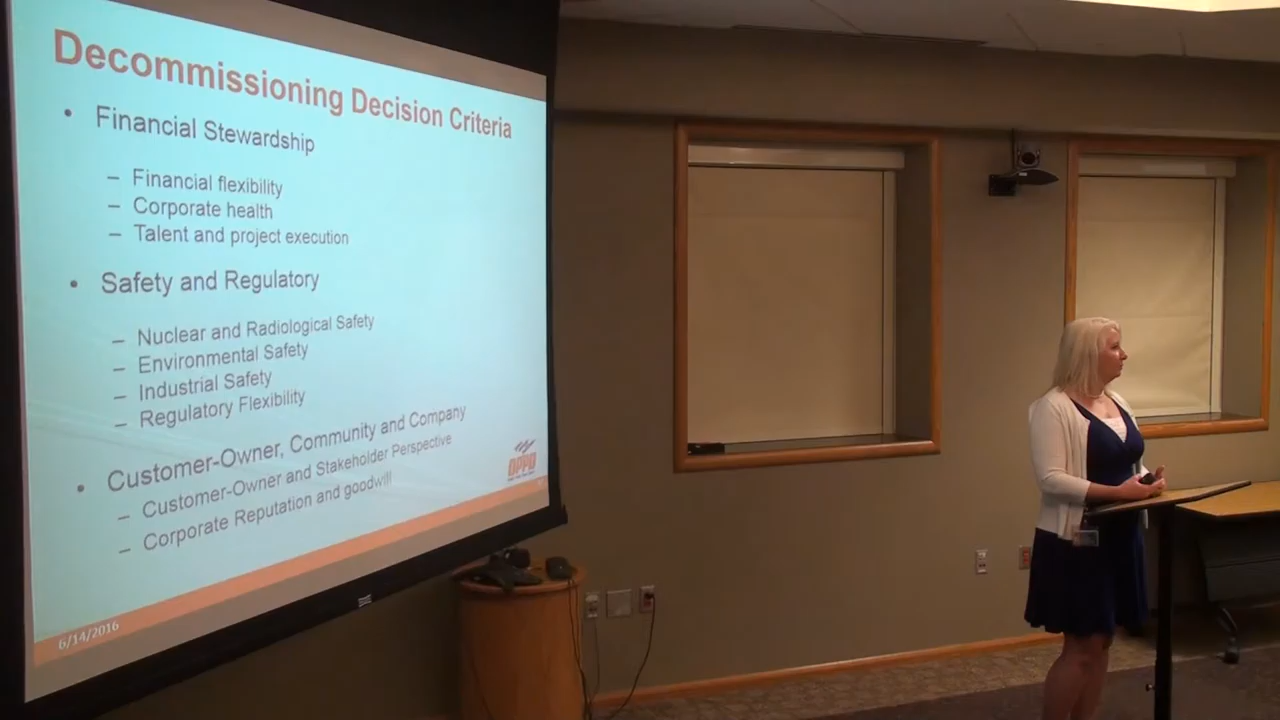 Decommissioning Decision Criteria
• Financial Stewardship
– Financial flexibility
– Corporate health
– Talent and project execution
• Safety and Regulatory
– Nuclear and Radiological Safety
– Environmental Safety
– Industrial Safety
– Regulatory Flexibility
• Customer-Owner, Community and Company
– Customer-Owner and Stakeholder Perspective
– Corporate Reputation and goodwill
OPPD
6/14/2016